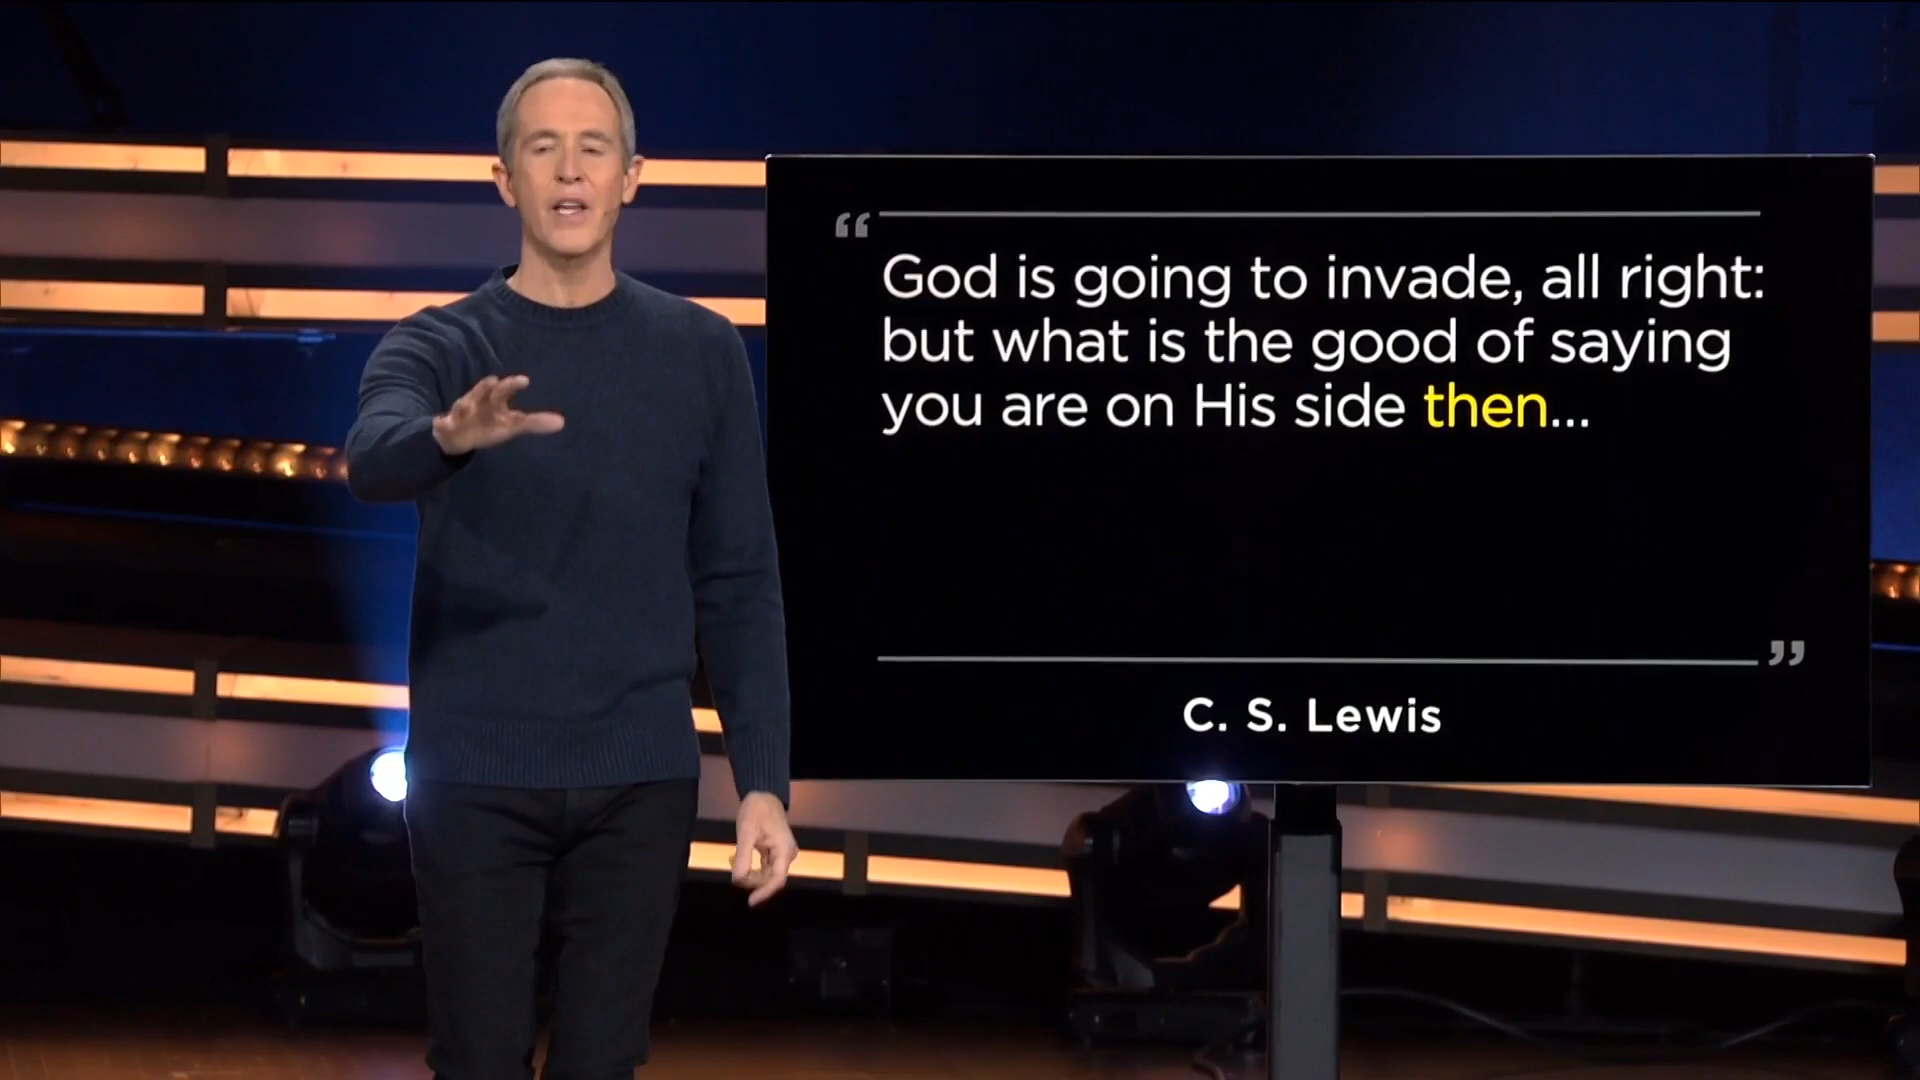 “
God is going to invade, all right:
but what is the good of saying
you are on His side then...
”
C. S. Lewis